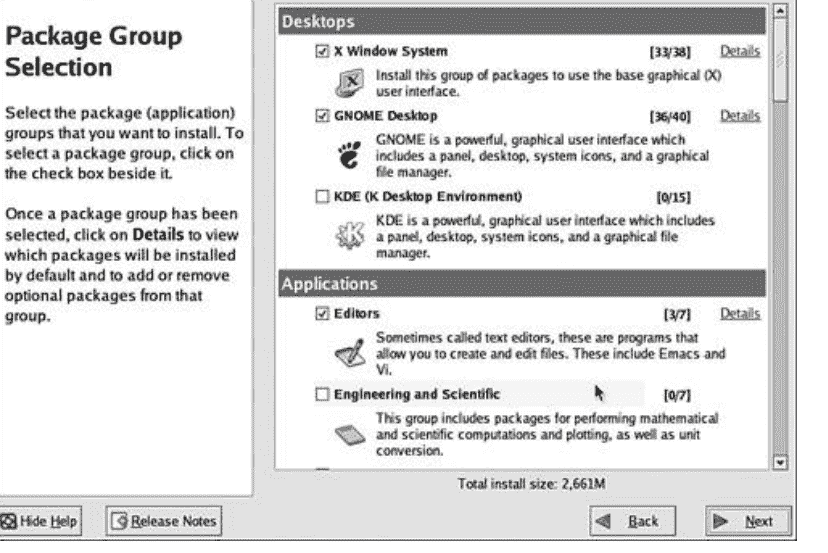 Package Group
Selection
Select the package (application)
groups that you want to install. To
select a package group, click on
the check box beside it.
Once a package group has been
selected, click on Details to view
which packages will be installed
by default and to add or remove
optional packages from that
group.
Desktops
X Window System [33/38] Details
Install this group of packages to use the base graphical (X)
user interface.
GNOME Desktop [36/40] Details
GNOME is a powerful, graphical user interface which
includes a panel, desktop, system icons, and a graphical
file manager.
KDE (K Desktop Environment) [0/15]
KDE is a powerful, graphical user interface which includes
a panel, desktop, system icons, and a graphical file
manager.
Applications
Editors [3/7] Details
Sometimes called text editors, these are programs that
allow you to create and edit files. These include Emacs and
Vi.
Engineering and Scientific [0/7]
This group includes packages for performing mathematical
and scientific computations and plotting, as well as unit
conversion.
Total install size: 2,661M
Hide Help Release Notes Back Next